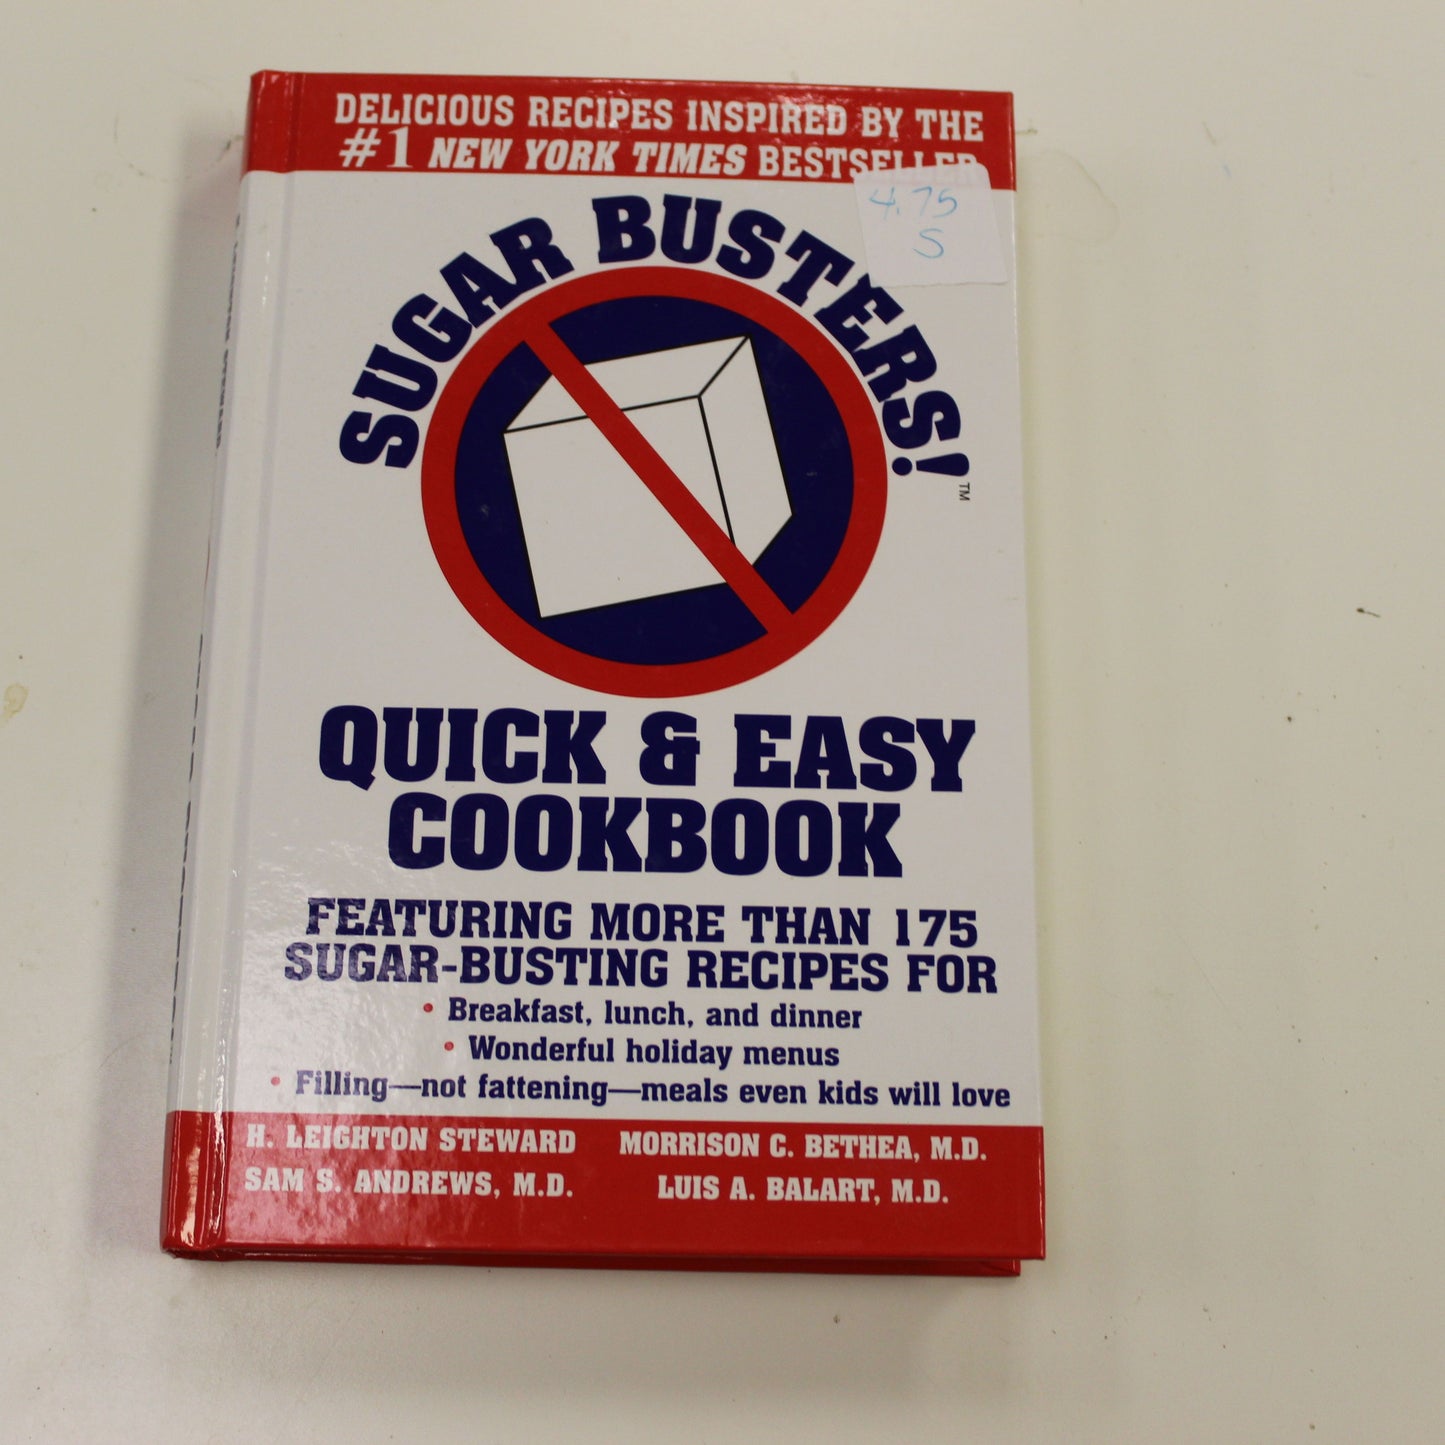 DELICIOUS RECIPES INSPIRED BY THE
#1 NEW YORK TIMES BESTSELLER
4.75
S
SUGAR BUSTERS!™
QUICK & EASY
COOKBOOK
FEATURING MORE THAN 175
SUGAR-BUSTING RECIPES FOR
• Breakfast, lunch, and dinner
• Wonderful holiday menus
• Filling—not fattening—meals even kids will love
H. LEIGHTON STEWARD MORRISON C. BETHEA, M.D.
SAM S. ANDREWS, M.D. LUIS A. BALART, M.D.